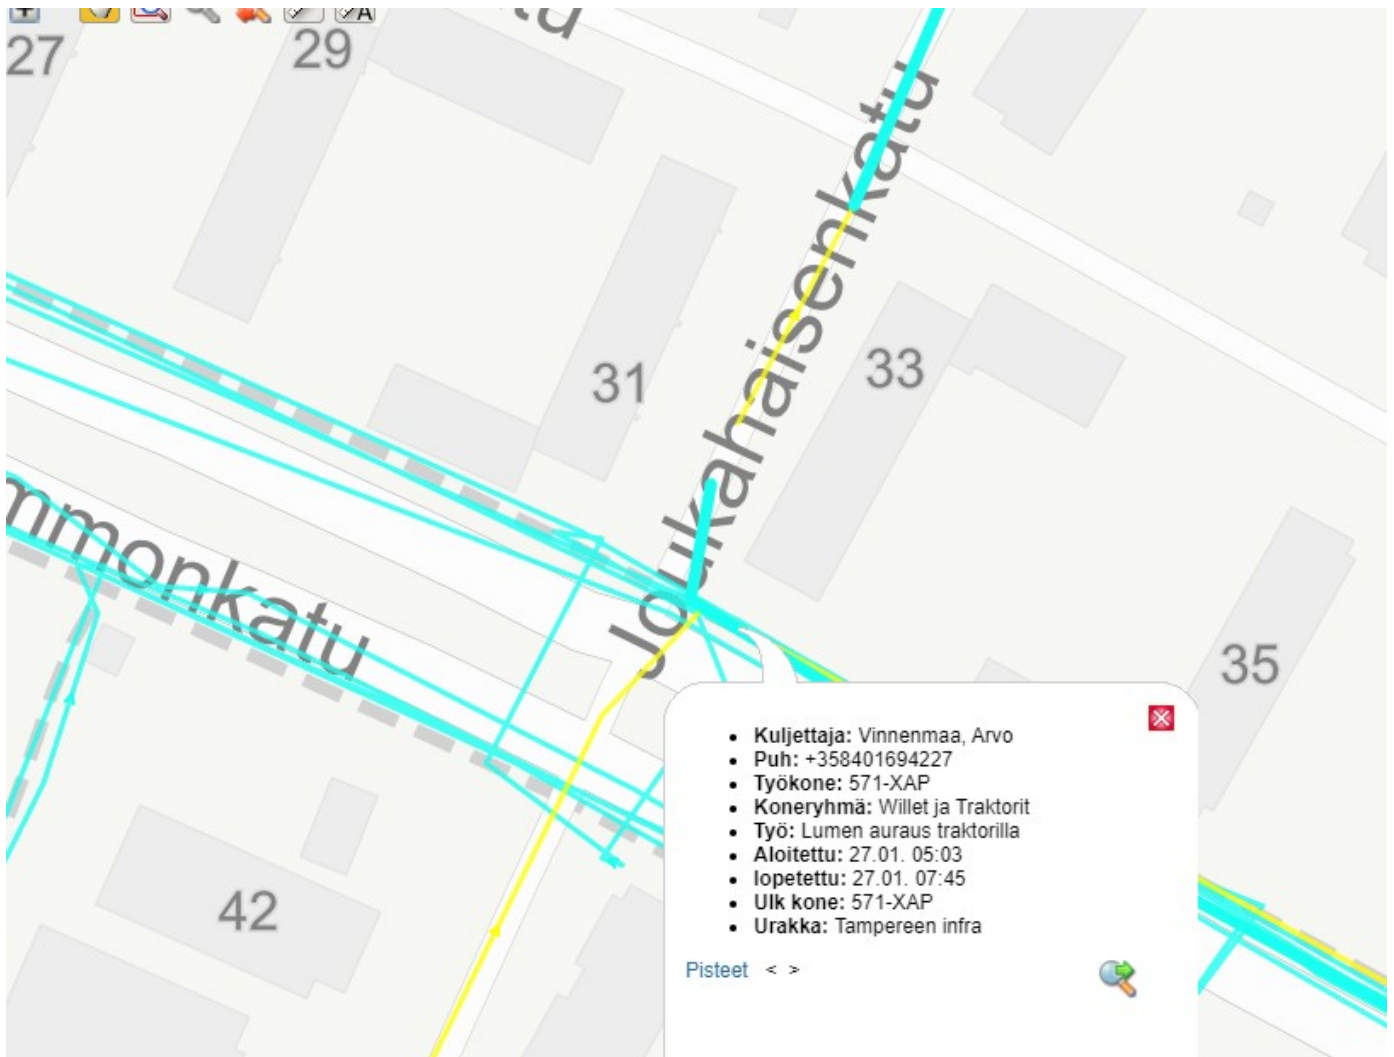 A
27
29
tu
Joukahaisenkatu
31
33
mmonkatu
35
42
Kuljettaja: Vinnenmaa, Arvo
Puh: +358401694227
Työkone: 571-XAP
Koneryhmä: Willet ja Traktorit
Työ: Lumen auraus traktorilla
Aloitettu: 27.01. 05:03
lopetettu: 27.01. 07:45
Ulk kone: 571-XAP
Urakka: Tampereen infra
Pisteet < >